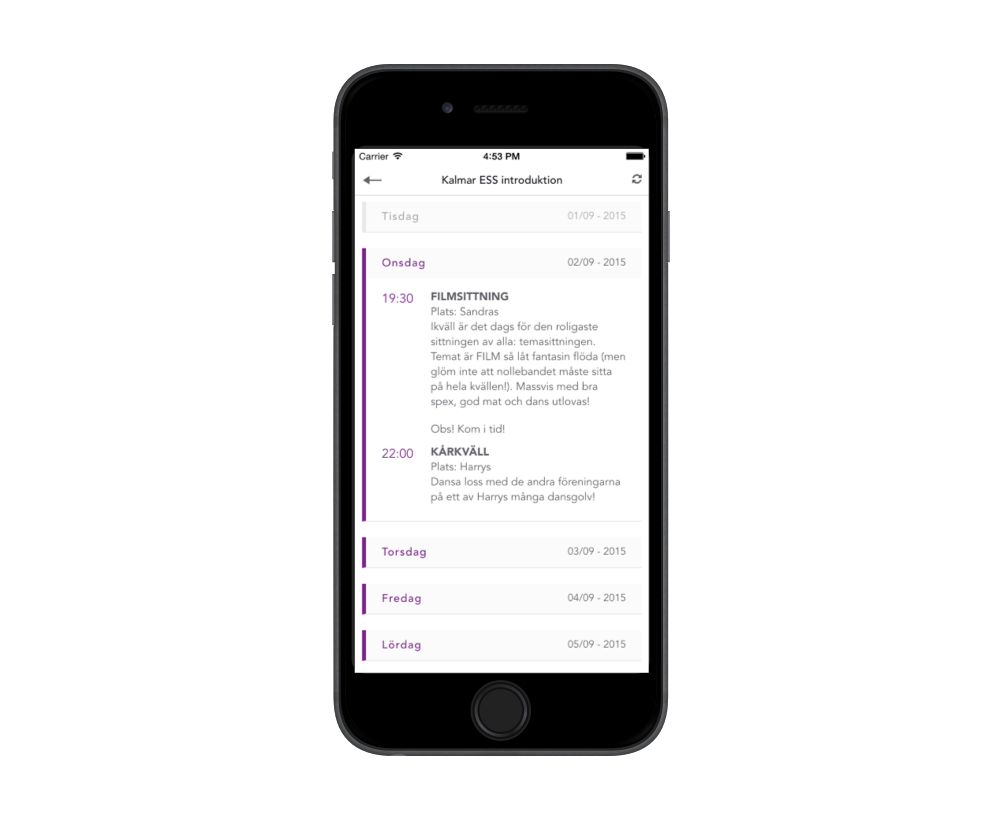 Carrier 4:53 PM
Kalmar ESS introduktion
Tisdag 01/09 - 2015
Onsdag 02/09 - 2015
19:30 FILMSITTNING
Plats: Sandras
Ikväll är det dags för den roligaste
sittningen av alla: temasittningen.
Temat är FILM så låt fantasin flöda (men
glöm inte att nollebandet måste sitta
på hela kvällen!). Massvis med bra
spex, god mat och dans utlovas!
Obs! Kom i tid!
22:00 KÅRKVÄLL
Plats: Harrys
Dansa loss med de andra föreningarna
på ett av Harrys många dansgolv!
Torsdag 03/09 - 2015
Fredag 04/09 - 2015
Lördag 05/09 - 2015